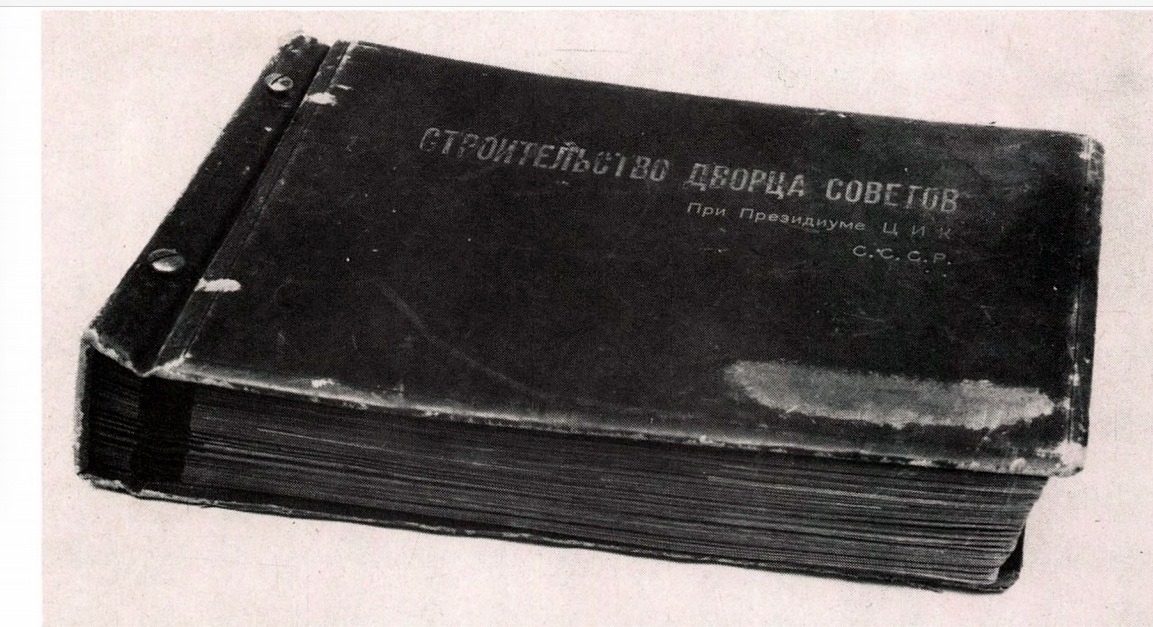 СТРОИТЕЛЬСТВО ДВОРЦА СОВЕТОВ
При Президиуме Ц И К
С.С.С.Р.